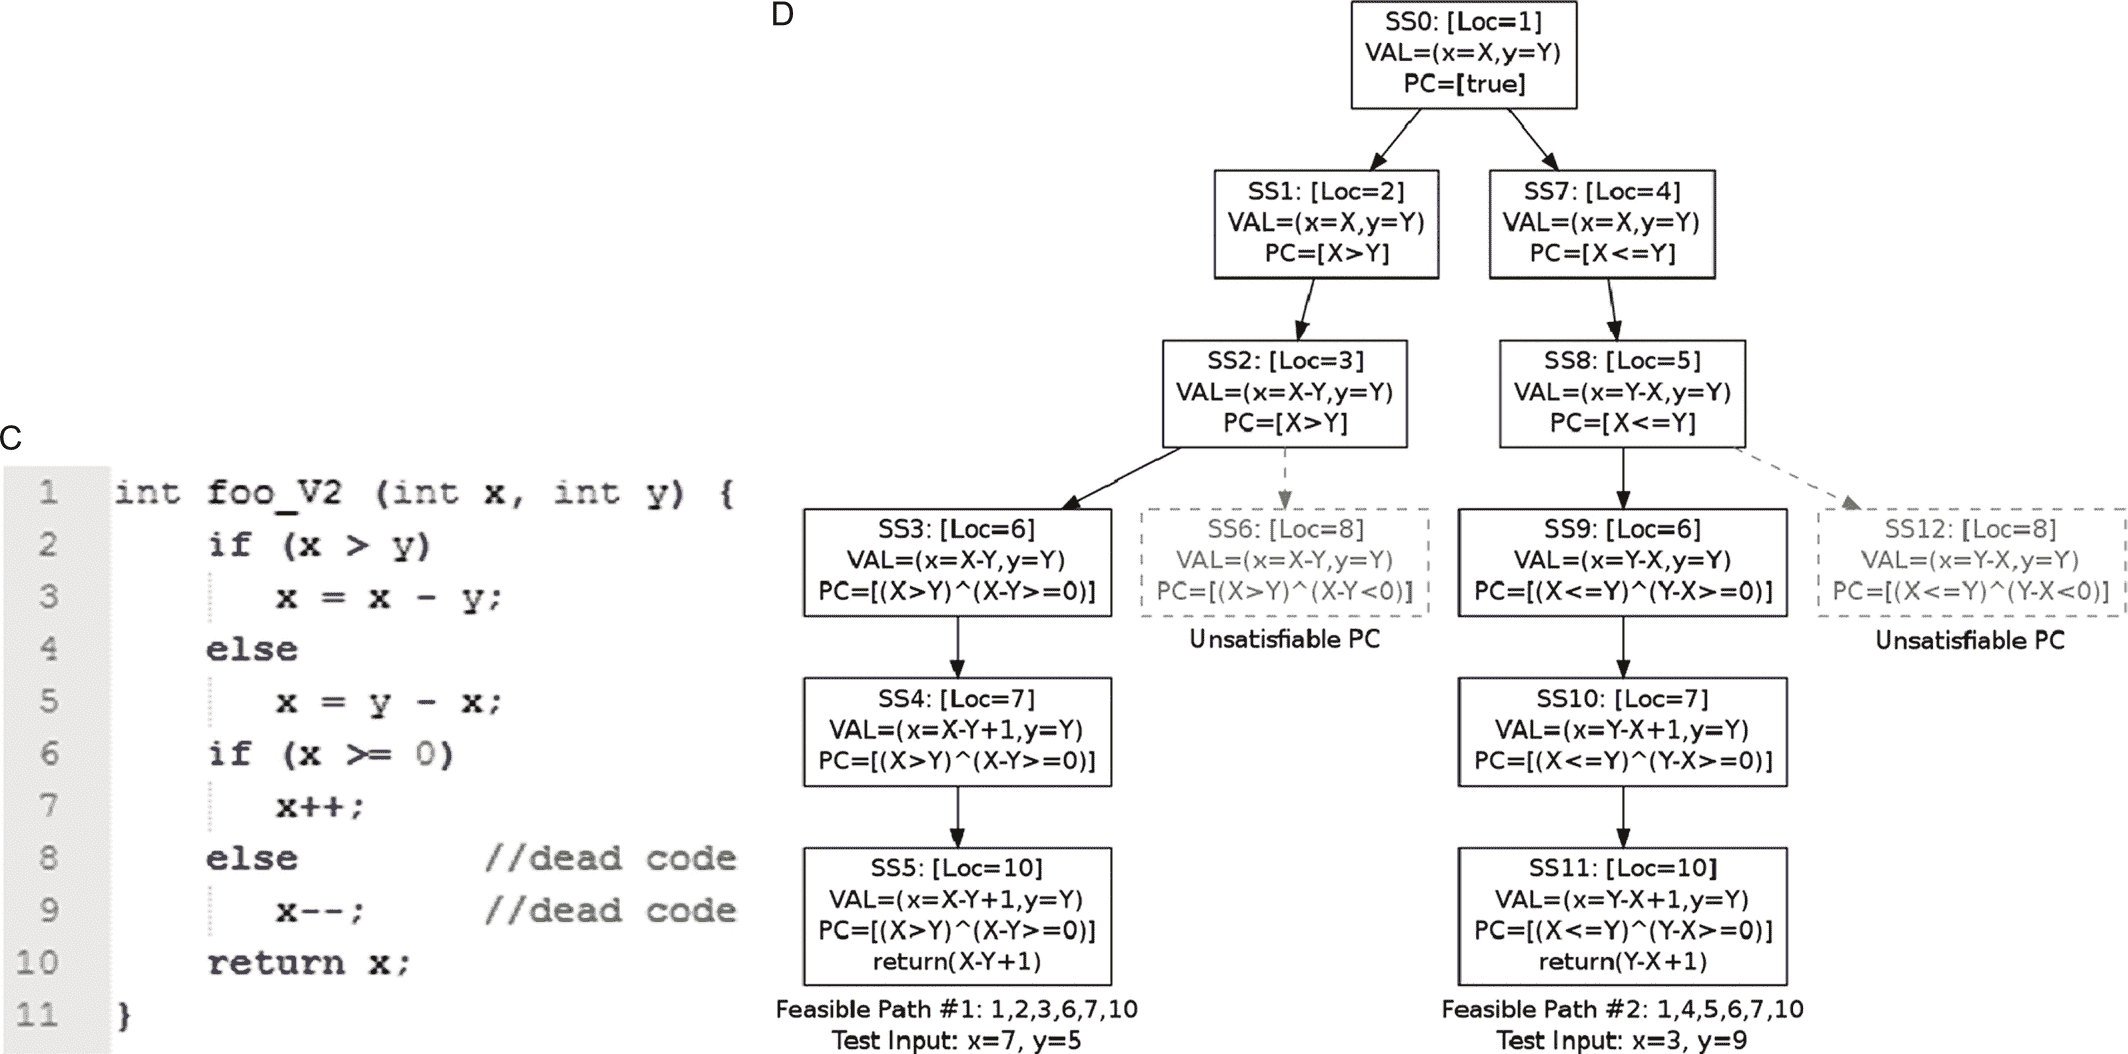 C
1 int foo_V2 (int x, int y) {
2 if (x > y)
3 x = x - y;
4 else
5 x = y - x;
6 if (x >= 0)
7 x++;
8 else //dead code
9 x--; //dead code
10 return x;
11 }
D
SS0: [Loc=1]
VAL=(x=X,y=Y)
PC=[true]
SS1: [Loc=2]
VAL=(x=X,y=Y)
PC=[X>Y]
SS7: [Loc=4]
VAL=(x=X,y=Y)
PC=[X<=Y]
SS2: [Loc=3]
VAL=(x=X-Y,y=Y)
PC=[X>Y]
SS8: [Loc=5]
VAL=(x=Y-X,y=Y)
PC=[X<=Y]
SS3: [Loc=6]
VAL=(x=X-Y,y=Y)
PC=[(X>Y)^(X-Y>=0)]
SS6: [Loc=8]
VAL=(x=X-Y,y=Y)
PC=[(X>Y)^(X-Y<0)]
Unsatisfiable PC
SS9: [Loc=6]
VAL=(x=Y-X,y=Y)
PC=[(X<=Y)^(Y-X>=0)]
SS12: [Loc=8]
VAL=(x=Y-X,y=Y)
PC=[(X<=Y)^(Y-X<0)]
Unsatisfiable PC
SS4: [Loc=7]
VAL=(x=X-Y+1,y=Y)
PC=[(X>Y)^(X-Y>=0)]
SS10: [Loc=7]
VAL=(x=Y-X+1,y=Y)
PC=[(X<=Y)^(Y-X>=0)]
SS5: [Loc=10]
VAL=(x=X-Y+1,y=Y)
PC=[(X>Y)^(X-Y>=0)]
return(X-Y+1)
SS11: [Loc=10]
VAL=(x=Y-X+1,y=Y)
PC=[(X<=Y)^(Y-X>=0)]
return(Y-X+1)
Feasible Path #1: 1,2,3,6,7,10
Test Input: x=7, y=5
Feasible Path #2: 1,4,5,6,7,10
Test Input: x=3, y=9